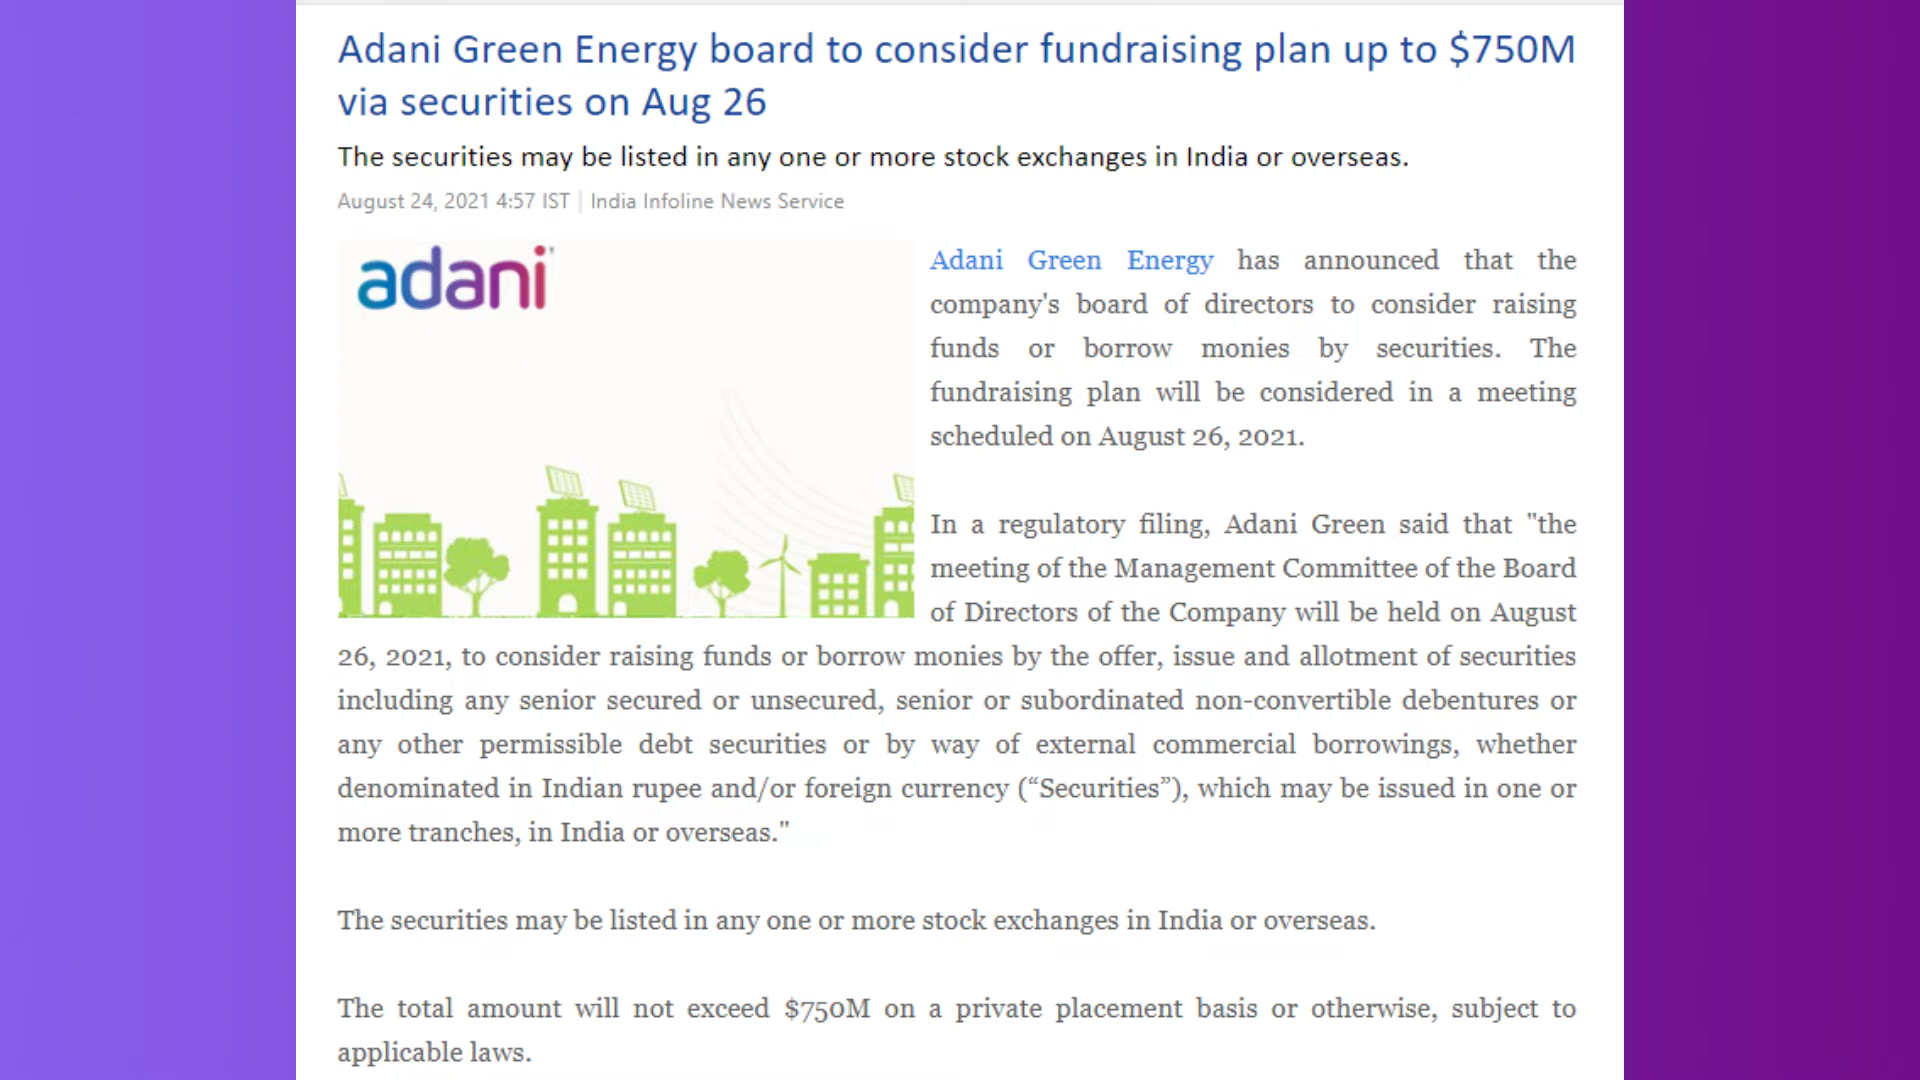 Adani Green Energy board to consider fundraising plan up to $750M
via securities on Aug 26
The securities may be listed in any one or more stock exchanges in India or overseas.
August 24, 2021 4:57 IST | India Infoline News Service
adani
Adani Green Energy has announced that the
company's board of directors to consider raising
funds or borrow monies by securities. The
fundraising plan will be considered in a meeting
scheduled on August 26, 2021.
In a regulatory filing, Adani Green said that "the
meeting of the Management Committee of the Board
of Directors of the Company will be held on August
26, 2021, to consider raising funds or borrow monies by the offer, issue and allotment of securities
including any senior secured or unsecured, senior or subordinated non-convertible debentures or
any other permissible debt securities or by way of external commercial borrowings, whether
denominated in Indian rupee and/or foreign currency (“Securities”), which may be issued in one or
more tranches, in India or overseas."
The securities may be listed in any one or more stock exchanges in India or overseas.
The total amount will not exceed $750M on a private placement basis or otherwise, subject to
applicable laws.